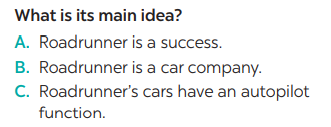 What is its main idea?
A. Roadrunner is a success.
B. Roadrunner is a car company.
C. Roadrunner's cars have an autopilot
function.